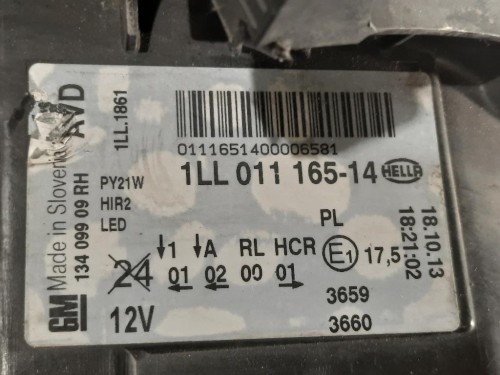 GM Made in Slovenia AVD
134 099 09 RH
1LL.1861
0111651400006581
1LL 011 165-14 HELLA
PY21W
HIR2
LED
PL
↓1 ↓A RL HCR E1 17,5
24 01 02 00 01
12V
3659
3660
18.10.13
18:21:02